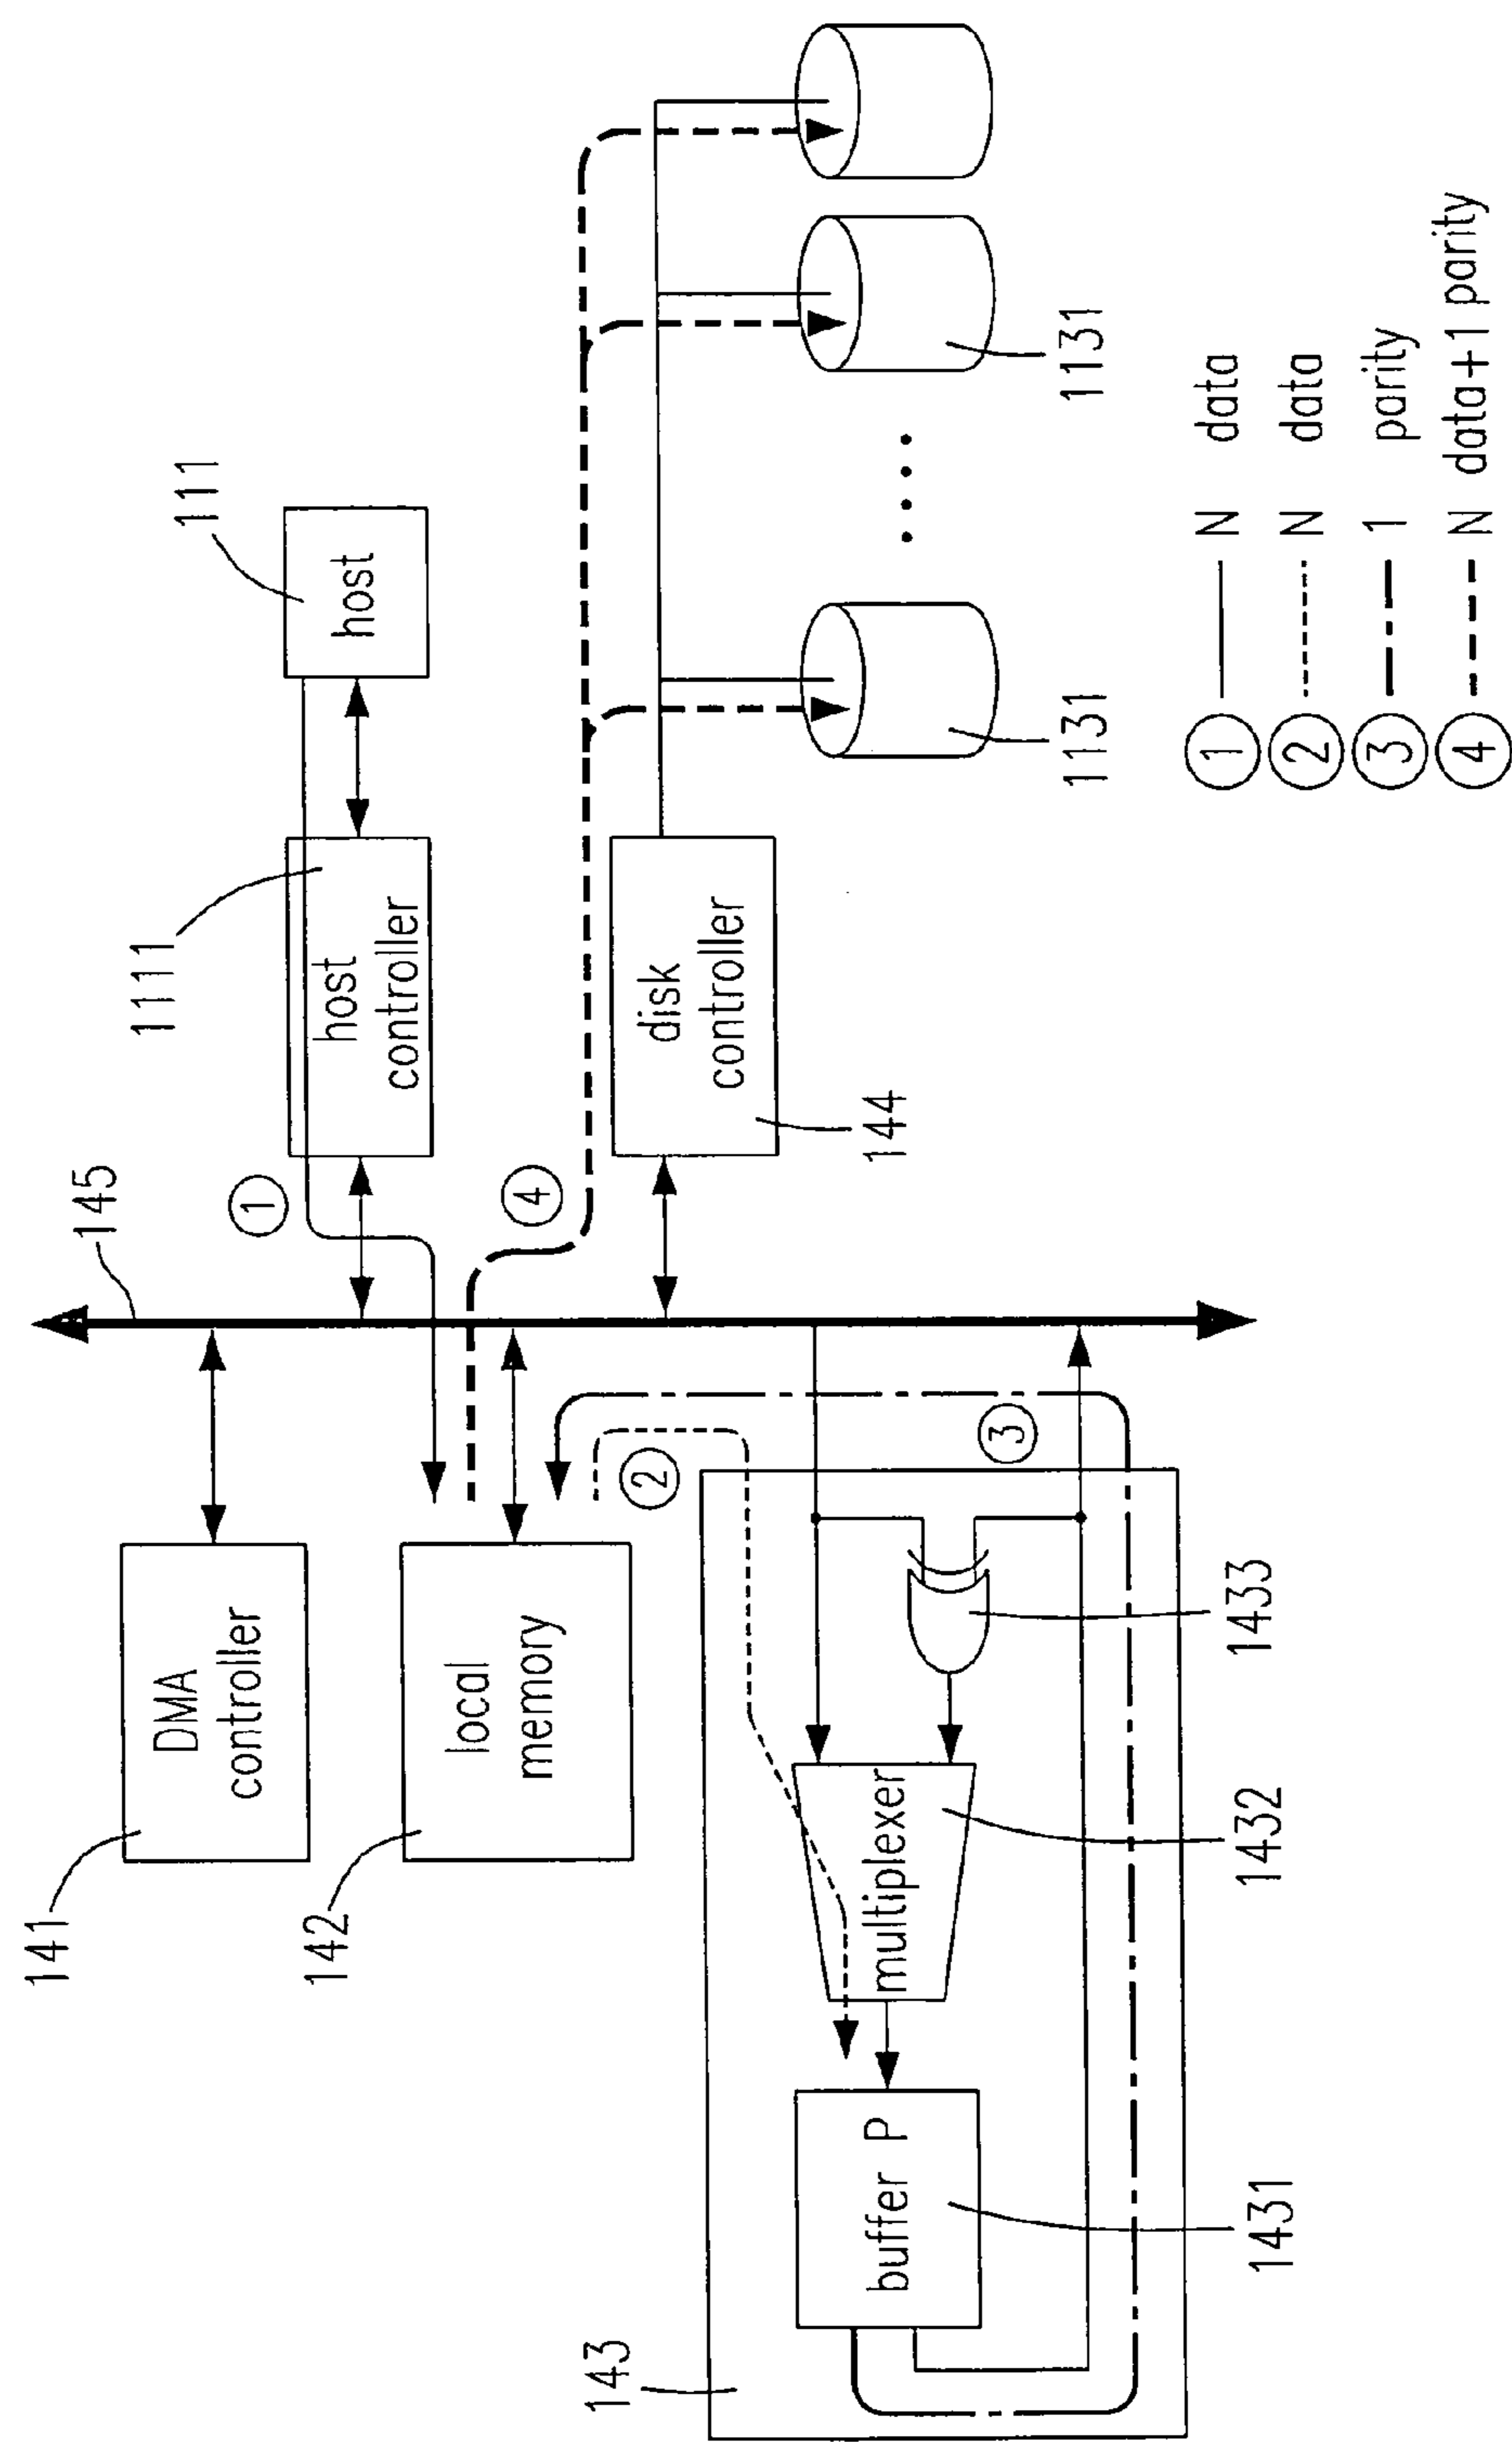 141
DMA
controller
145
1111
host
controller
111
host
1
142
local
memory
4
2
disk
controller
144
143
buffer P
1431
multiplexer
1432
1433
3
1131
....
1131
1 N data
2 N data
3 1 parity
4 N data+1 parity